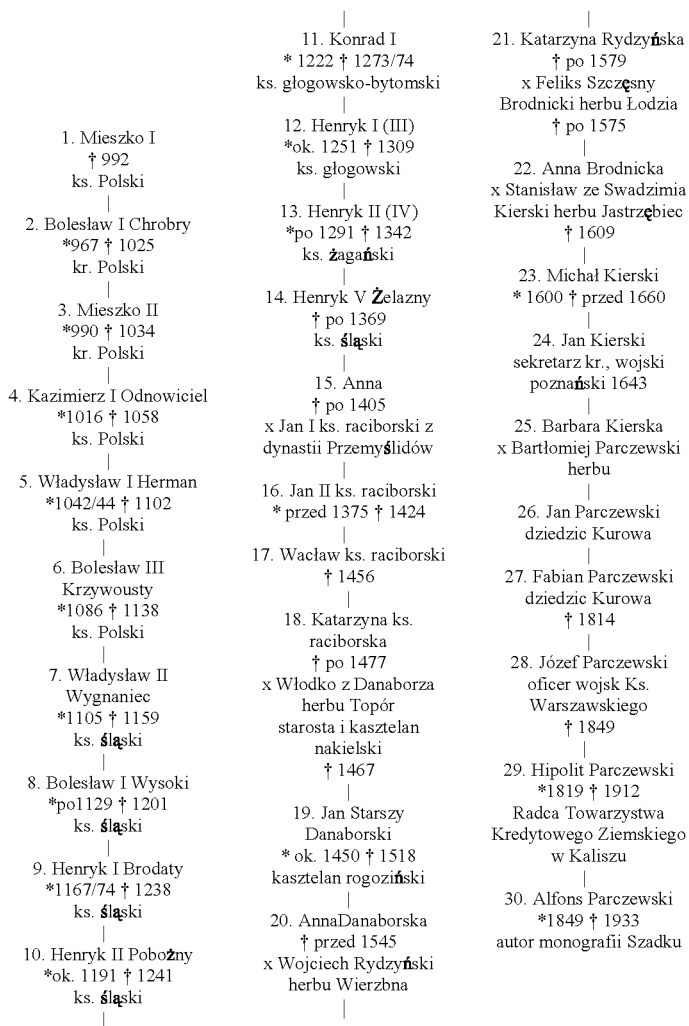 1. Mieszko I
† 992
ks. Polski
|
2. Bolesław I Chrobry
*967 † 1025
kr. Polski
|
3. Mieszko II
*990 † 1034
kr. Polski
|
4. Kazimierz I Odnowiciel
*1016 † 1058
ks. Polski
|
5. Władysław I Herman
*1042/44 † 1102
ks. Polski
|
6. Bolesław III
Krzywousty
*1086 † 1138
ks. Polski
|
7. Władysław II
Wygnaniec
*1105 † 1159
ks. śląski
|
8. Bolesław I Wysoki
*po1129 † 1201
ks. śląski
|
9. Henryk I Brodaty
*1167/74 † 1238
ks. śląski
|
10. Henryk II Pobożny
*ok. 1191 † 1241
ks. śląski
|
|
11. Konrad I
* 1222 † 1273/74
ks. głogowsko-bytomski
|
12. Henryk I (III)
*ok. 1251 † 1309
ks. głogowski
|
13. Henryk II (IV)
*po 1291 † 1342
ks. żagański
|
14. Henryk V Żelazny
† po 1369
ks. śląski
|
15. Anna
† po 1405
x Jan I ks. raciborski z
dynastii Przemyślidów
|
16. Jan II ks. raciborski
* przed 1375 † 1424
|
17. Wacław ks. raciborski
† 1456
|
18. Katarzyna ks.
raciborska
† po 1477
x Włodko z Danaborza
herbu Topór
starosta i kasztelan
nakielski
† 1467
|
19. Jan Starszy
Danaborski
* ok. 1450 † 1518
kasztelan rogoziński
|
20. AnnaDanaborska
† przed 1545
x Wojciech Rydzyński
herbu Wierzbna
|
|
21. Katarzyna Rydzyńska
† po 1579
x Feliks Szczęsny
Brodnicki herbu Łodzia
† po 1575
|
22. Anna Brodnicka
x Stanisław ze Swadzimia
Kierski herbu Jastrzębiec
† 1609
|
23. Michał Kierski
* 1600 † przed 1660
|
24. Jan Kierski
sekretarz kr., wojski
poznański 1643
|
25. Barbara Kierska
x Bartłomiej Parczewski
herbu
|
26. Jan Parczewski
dziedzic Kurowa
|
27. Fabian Parczewski
dziedzic Kurowa
† 1814
|
28. Józef Parczewski
oficer wojsk Ks.
Warszawskiego
† 1849
|
29. Hipolit Parczewski
*1819 † 1912
Radca Towarzystwa
Kredytowego Ziemskiego
w Kaliszu
|
30. Alfons Parczewski
*1849 † 1933
autor monografii Szadku